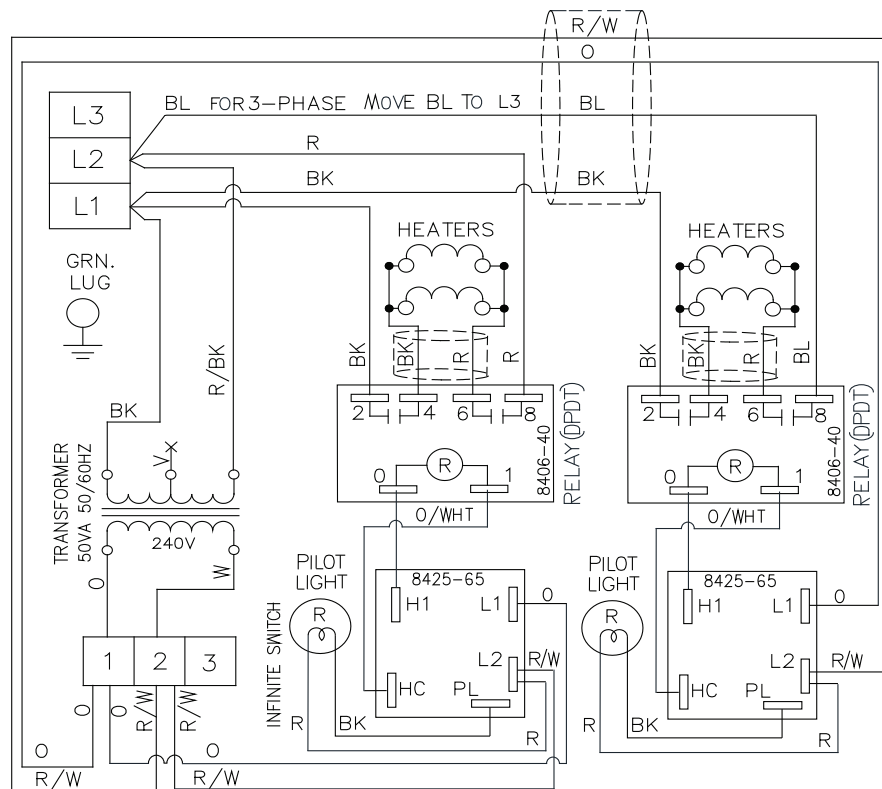 R/W
O
BL FOR 3-PHASE MOVE BL TO L3 BL
L3
L2
L1
R
BK BK
GRN.
LUG
HEATERS
HEATERS
R/BK
BK
BK
BK
R
R
BK
BK
R
BL
2 4 6 8
2 4 6 8
V X
TRANSFORMER
50VA 50/60HZ
240V
O
W
R
0 1
8406-40
RELAY(DPDT)
R
0 1
8406-40
RELAY(DPDT)
O/WHT
O/WHT
PILOT
LIGHT
R
8425-65
H1
L1
O
L2
R/W
HC
PL
INFINITE SWITCH
R
BK
R
PILOT
LIGHT
R
8425-65
H1
L1
L2
R/W
HC
PL
R
BK
R
1 2 3
O
O
R/W
R/W
O
O
R/W
R/W